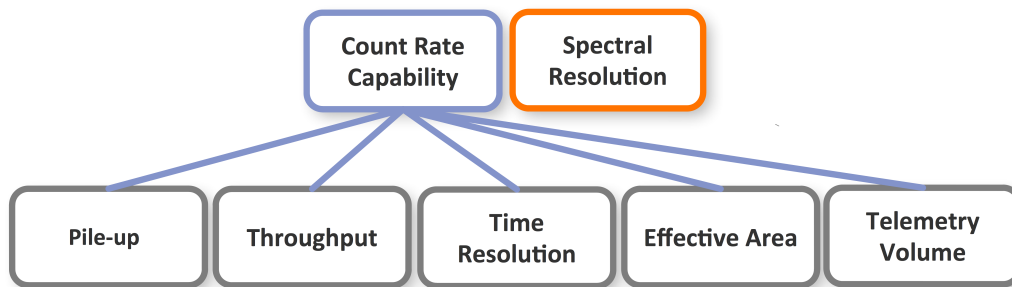 Count Rate
Capability
Spectral
Resolution
Pile-up
Throughput
Time
Resolution
Effective Area
Telemetry
Volume